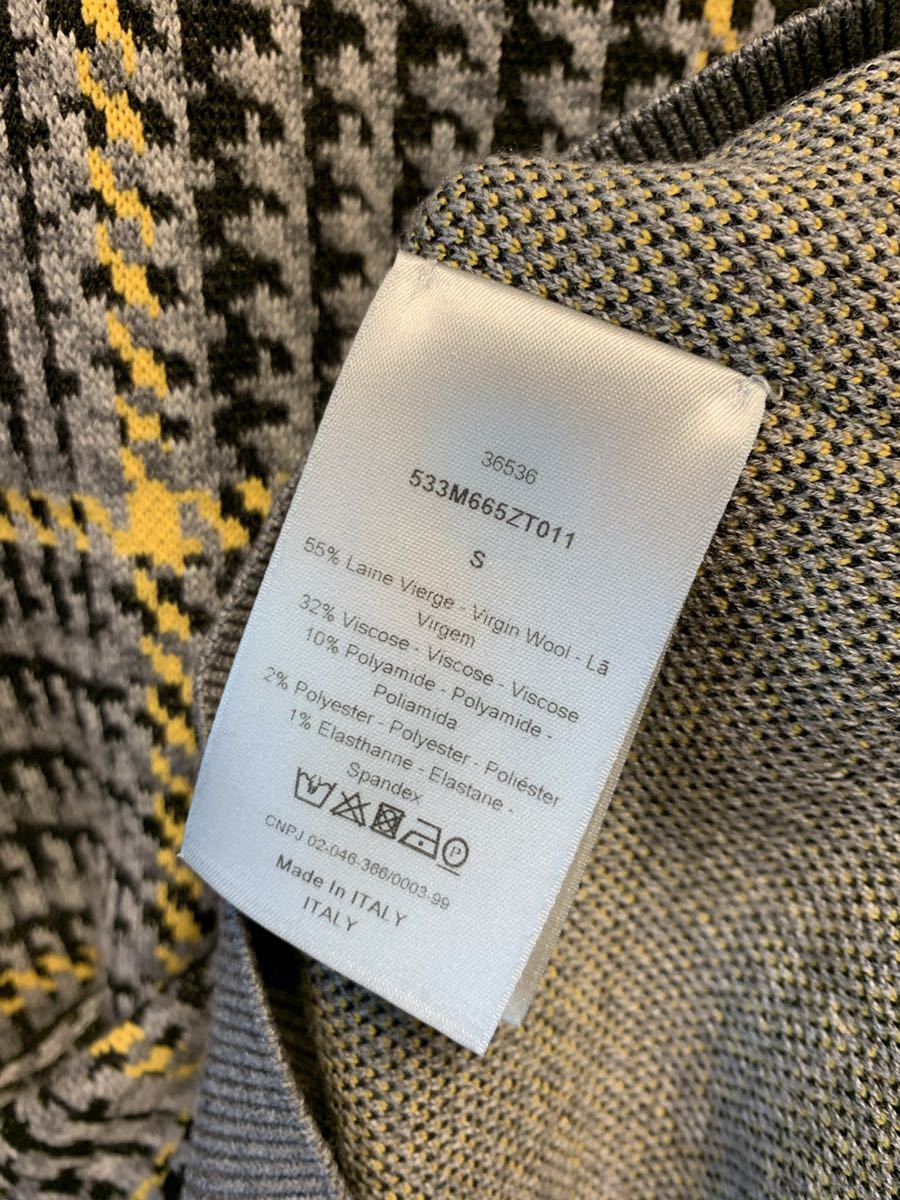 36536
533M665ZT011
S
55% Laine Vierge - Virgin Wool - Lã
Virgem
32% Viscose - Viscose - Viscose
10% Polyamide - Polyamide -
Poliamida
2% Polyester - Polyester - Poliéster
1% Elasthanne - Elastane -
Spandex
P
CNPJ 02-046-366/0003-99
Made In ITALY
ITALY